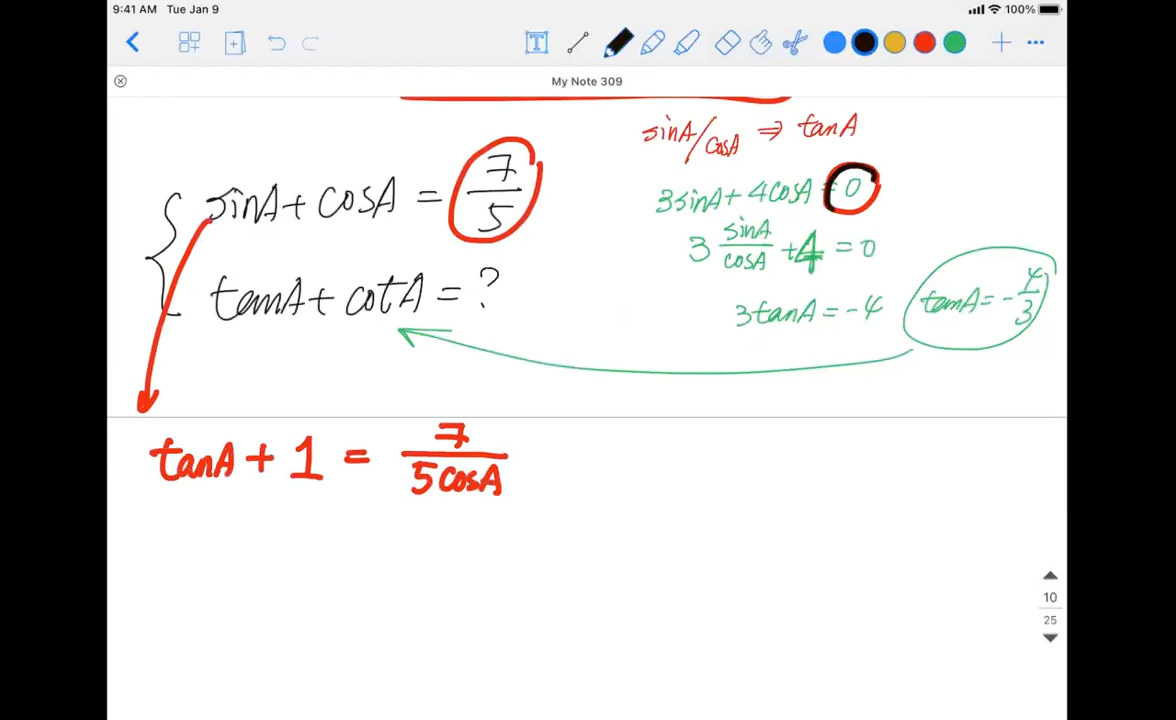 9:41 AM Tue Jan 9
100%
T
My Note 309
sinA/cosA ⇒ tanA
sinA + cosA = 7/5
3sinA + 4cosA = 0
3 sinA/cosA + 4 = 0
tanA + cotA = ?
3tanA = -4
tanA = -4/3
tanA + 1 = 7/5cosA
10
25